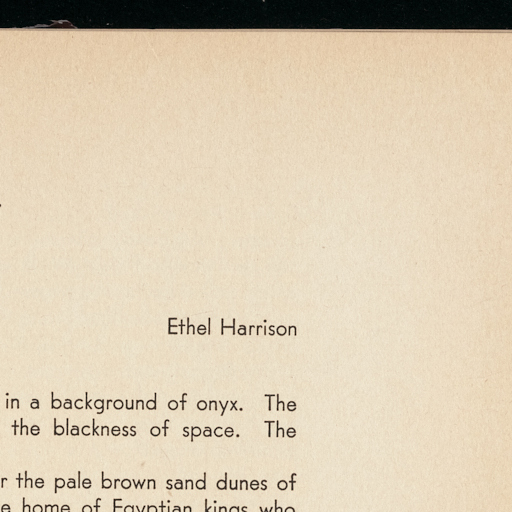 Ethel Harrison
in a background of onyx. The
the blackness of space. The
the pale brown sand dunes of
home of Egyptian kings who